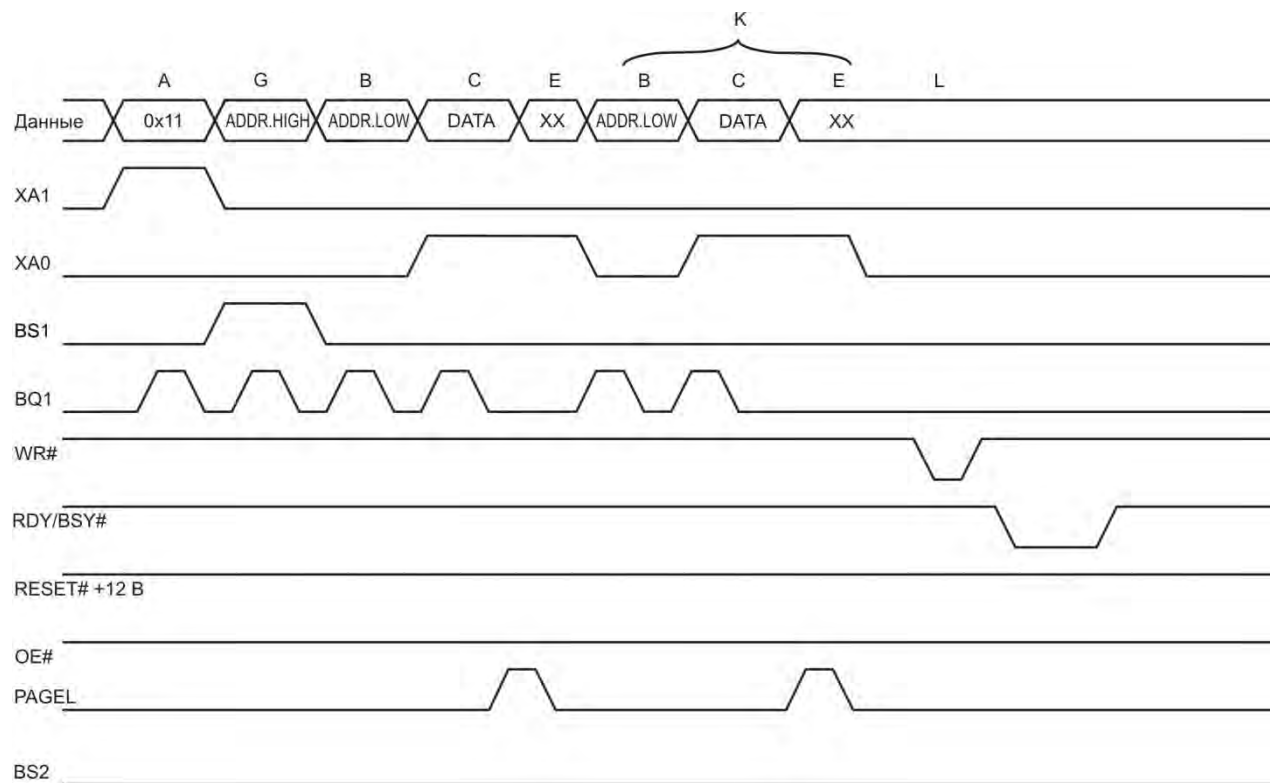 K
A G B C E B C E L
Данные 0x11 ADDR.HIGH ADDR.LOW DATA XX ADDR.LOW DATA XX
XA1
XA0
BS1
BQ1
WR#
RDY/BSY#
RESET# +12 В
OE#
PAGEL
BS2